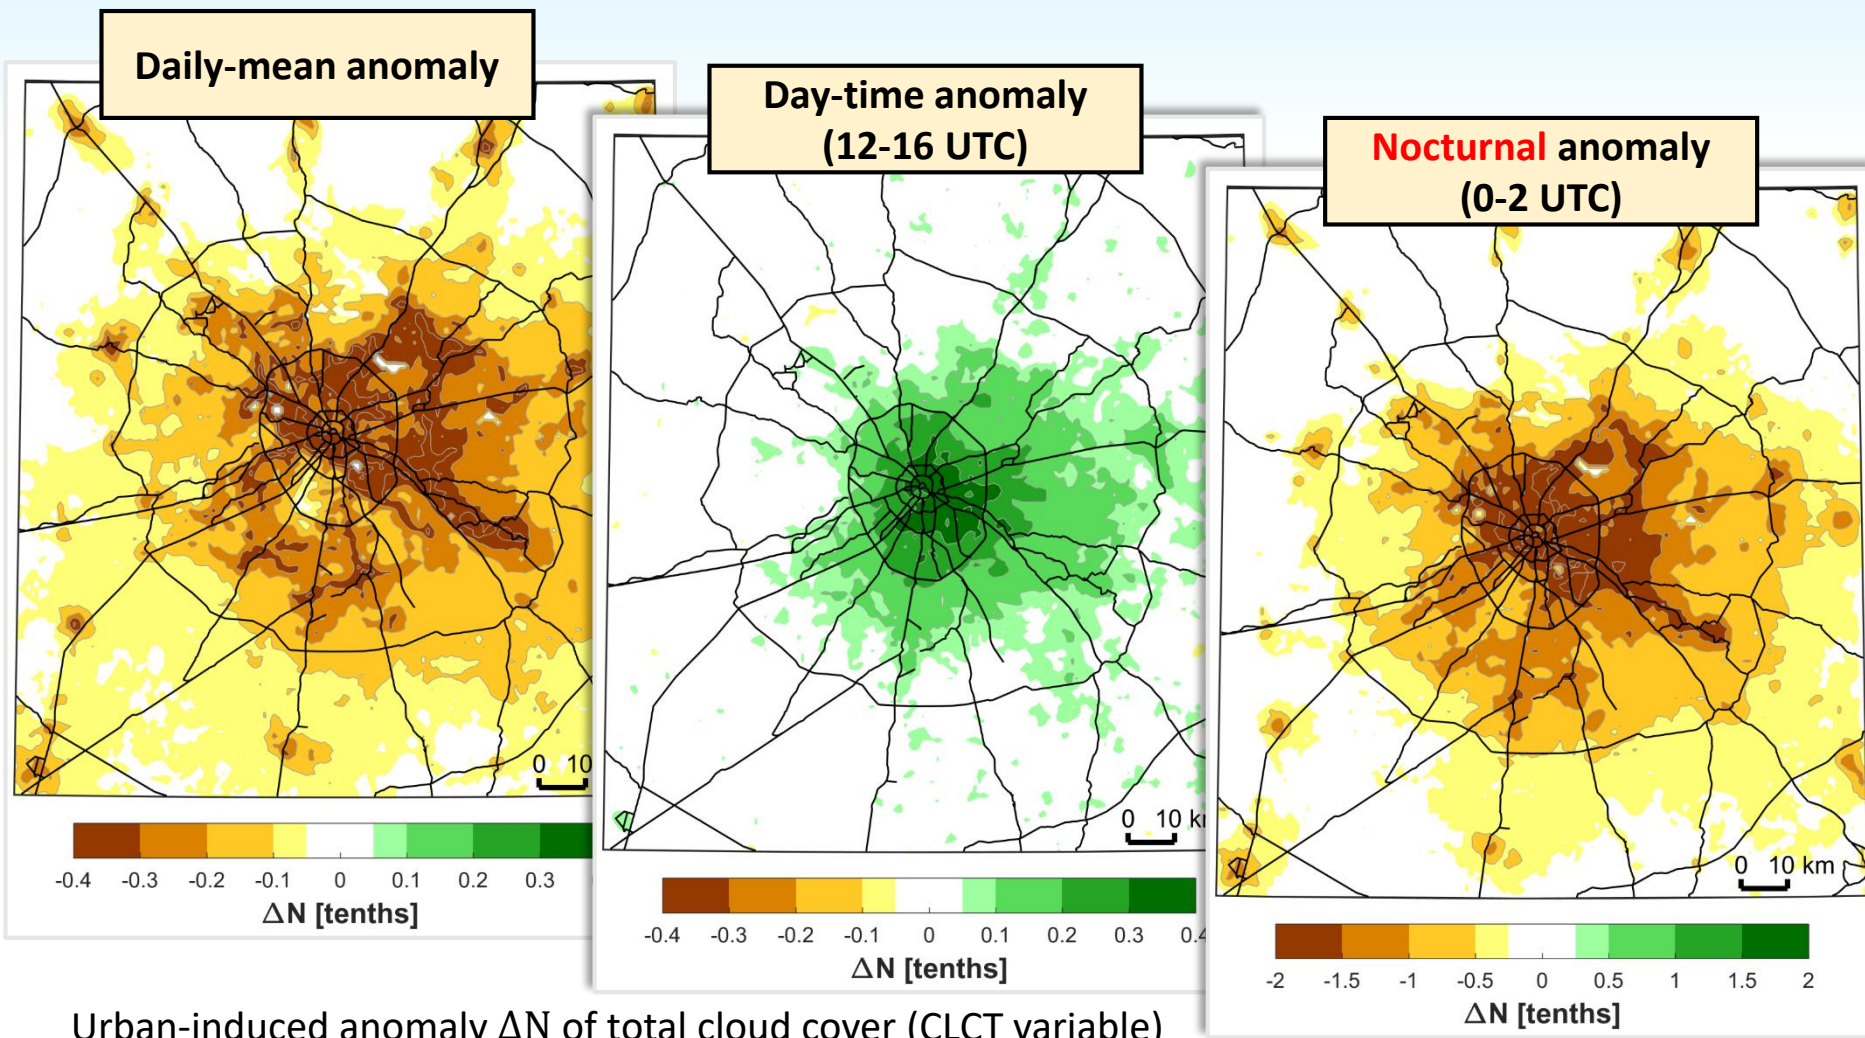 Daily-mean anomaly
Day-time anomaly
(12-16 UTC)
Nocturnal anomaly
(0-2 UTC)
0 10
-0.4 -0.3 -0.2 -0.1 0 0.1 0.2 0.3
ΔN [tenths]
0 10 km
-0.4 -0.3 -0.2 -0.1 0 0.1 0.2 0.3 0.4
ΔN [tenths]
0 10 km
-2 -1.5 -1 -0.5 0 0.5 1 1.5 2
ΔN [tenths]
Urban-induced anomaly ΔN of total cloud cover (CLCT variable)